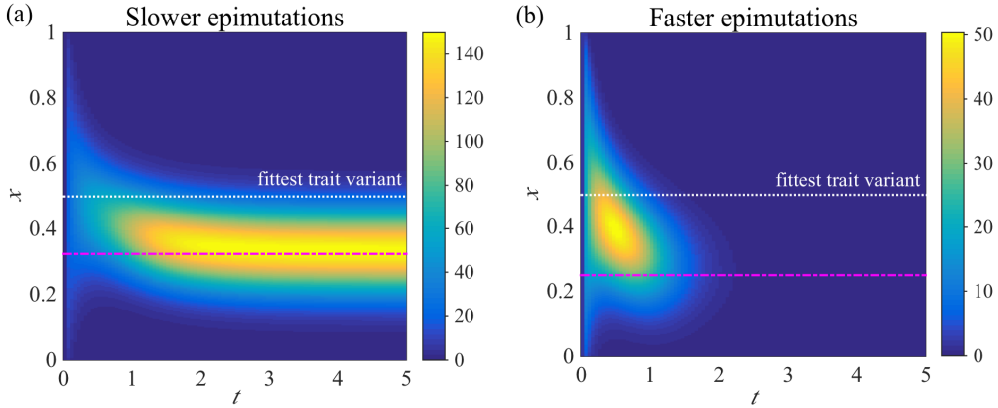 (a)
Slower epimutations
1
0.8
0.6
0.4
0.2
0
x
fittest trait variant
0 1 2 3 4 5
t
140
120
100
80
60
40
20
0
(b)
Faster epimutations
1
0.8
0.6
0.4
0.2
0
x
fittest trait variant
0 1 2 3 4 5
t
50
40
30
20
10
0